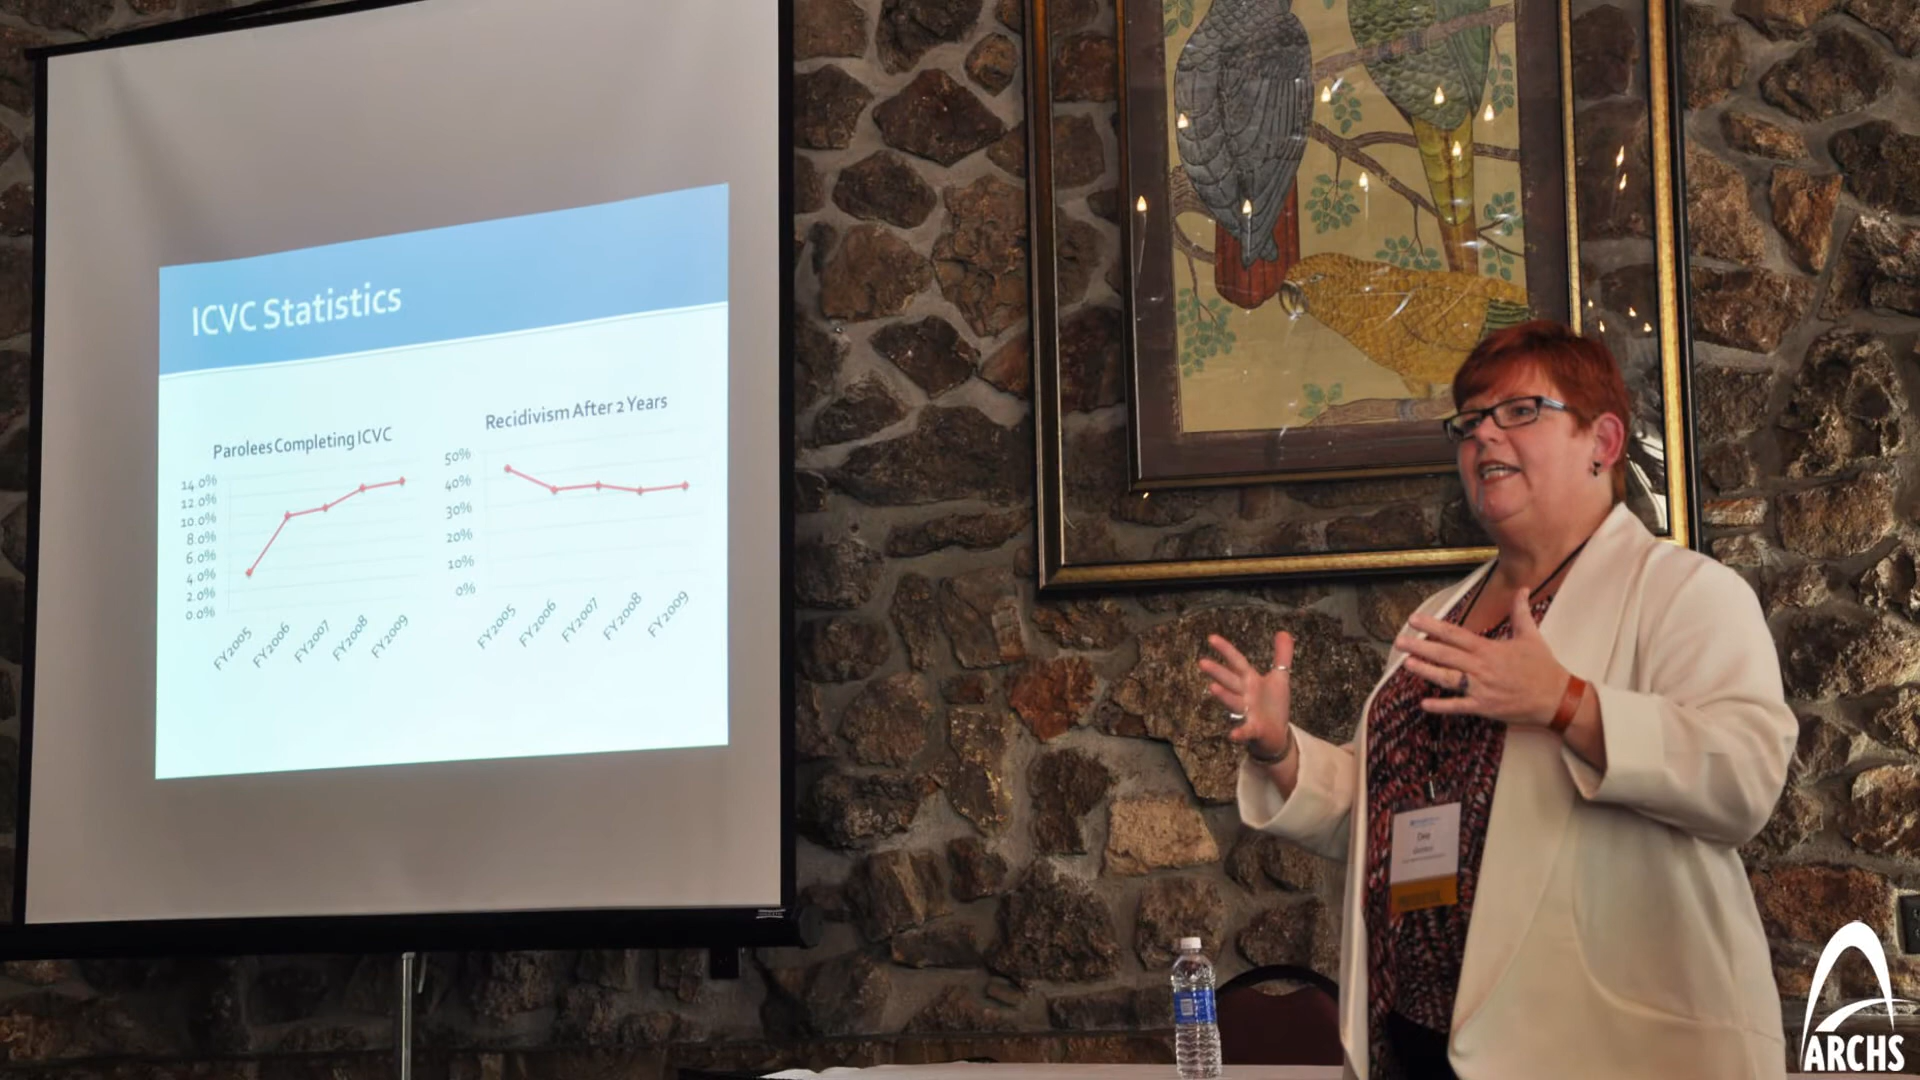 ICVC Statistics
Parolees Completing ICVC
14.0%
12.0%
10.0%
8.0%
6.0%
4.0%
2.0%
0.0%
FY2005
FY2006
FY2007
FY2008
FY2009
Recidivism After 2 Years
50%
40%
30%
20%
10%
0%
FY2005
FY2006
FY2007
FY2008
FY2009
ARCHS